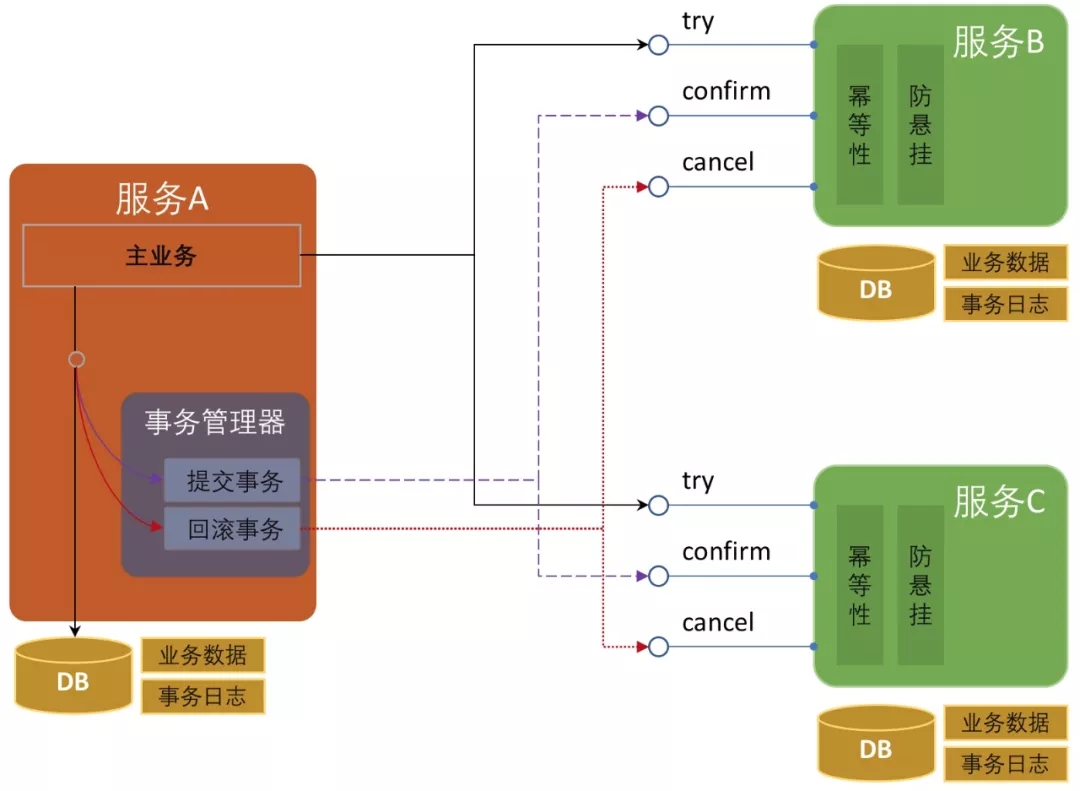 服务A
主业务
事务管理器
提交事务
回滚事务
DB
业务数据
事务日志
try
confirm
cancel
服务B
幂等性
防悬挂
DB
业务数据
事务日志
try
confirm
cancel
服务C
幂等性
防悬挂
DB
业务数据
事务日志